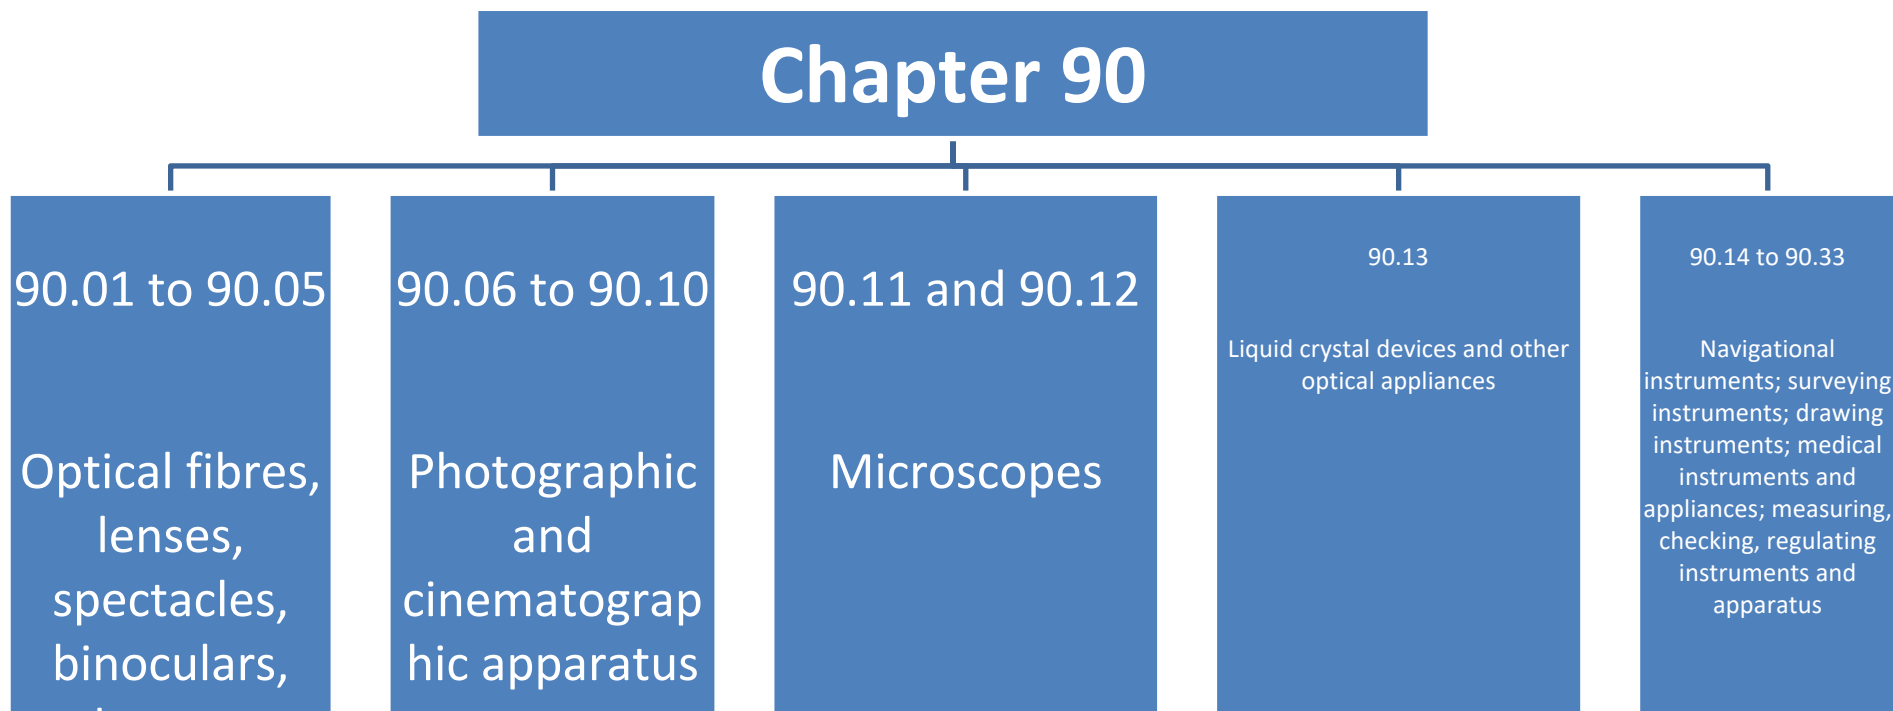 Chapter 90
90.01 to 90.05
Optical fibres,
lenses,
spectacles,
binoculars,
90.06 to 90.10
Photographic
and
cinematograp
hic apparatus
90.11 and 90.12
Microscopes
90.13
Liquid crystal devices and other
optical appliances
90.14 to 90.33
Navigational
instruments; surveying
instruments; drawing
instruments; medical
instruments and
appliances; measuring,
checking, regulating
instruments and
apparatus